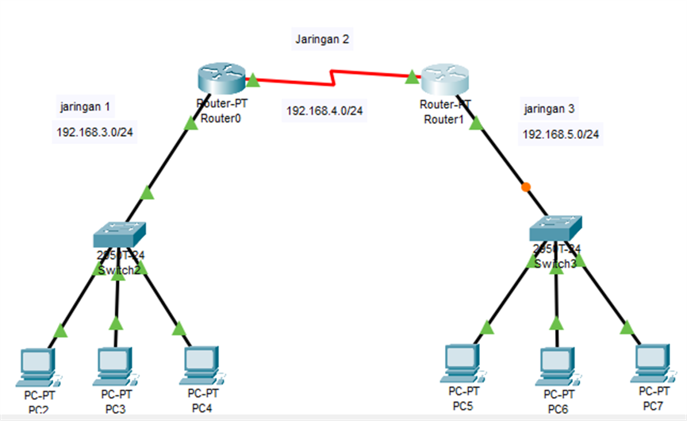 Jaringan 2
jaringan 1
192.168.3.0/24
Router-PT
Router0
192.168.4.0/24
Router-PT
Router1
jaringan 3
192.168.5.0/24
2950T-24
Switch2
2950T-24
Switch3
PC-PT
PC2
PC-PT
PC3
PC-PT
PC4
PC-PT
PC5
PC-PT
PC6
PC-PT
PC7